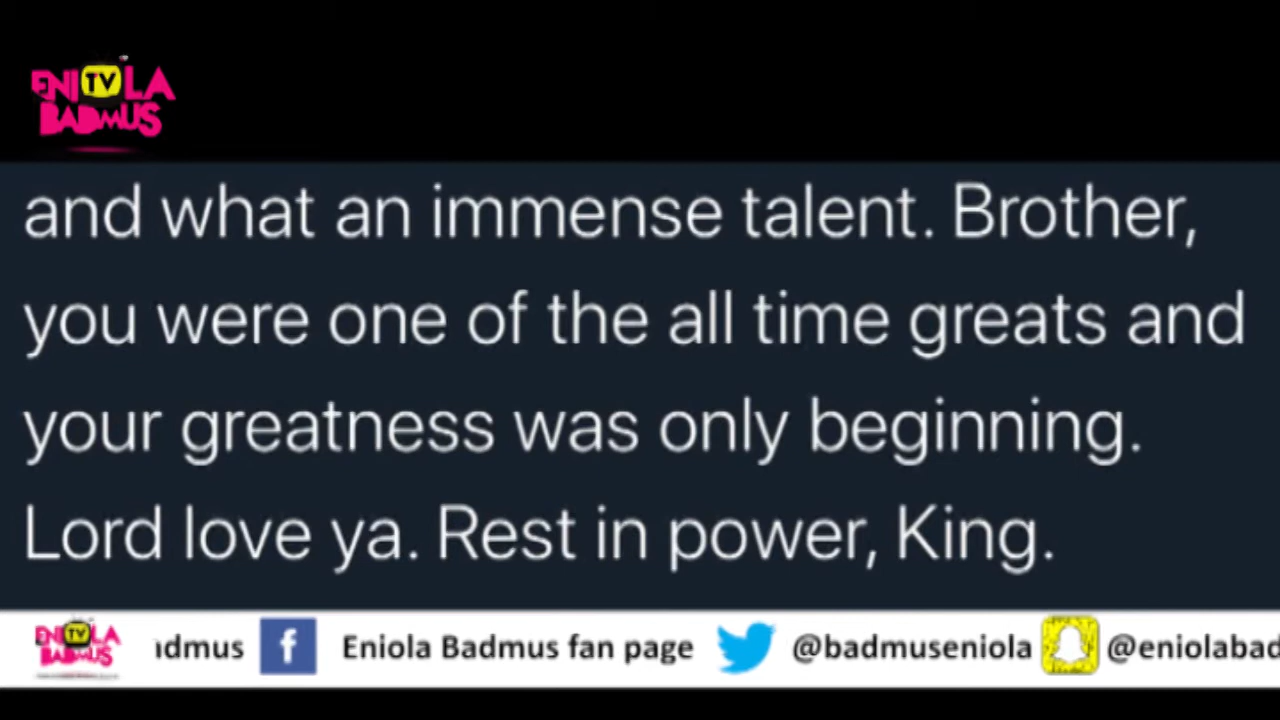 ENIOLA TV
BADMUS
and what an immense talent. Brother,
you were one of the all time greats and
your greatness was only beginning.
Lord love ya. Rest in power, King.
ENIOLA TV
BADMUS
admus
Eniola Badmus fan page
@badmuseniola
@eniolabad